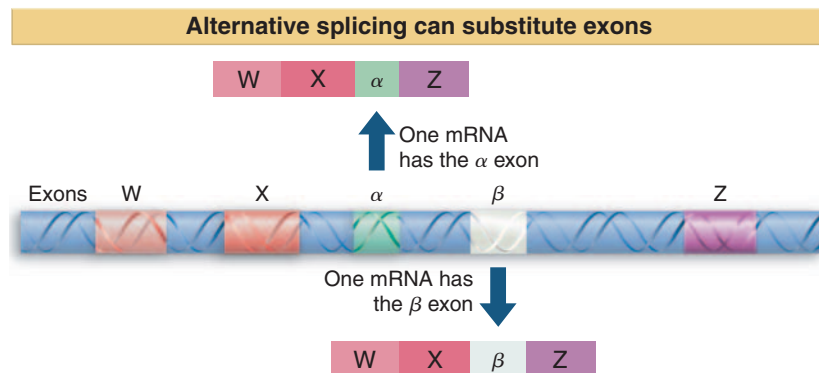 Alternative splicing can substitute exons
W X α Z
One mRNA
has the α exon
Exons W X α β Z
One mRNA has
the β exon
W X β Z